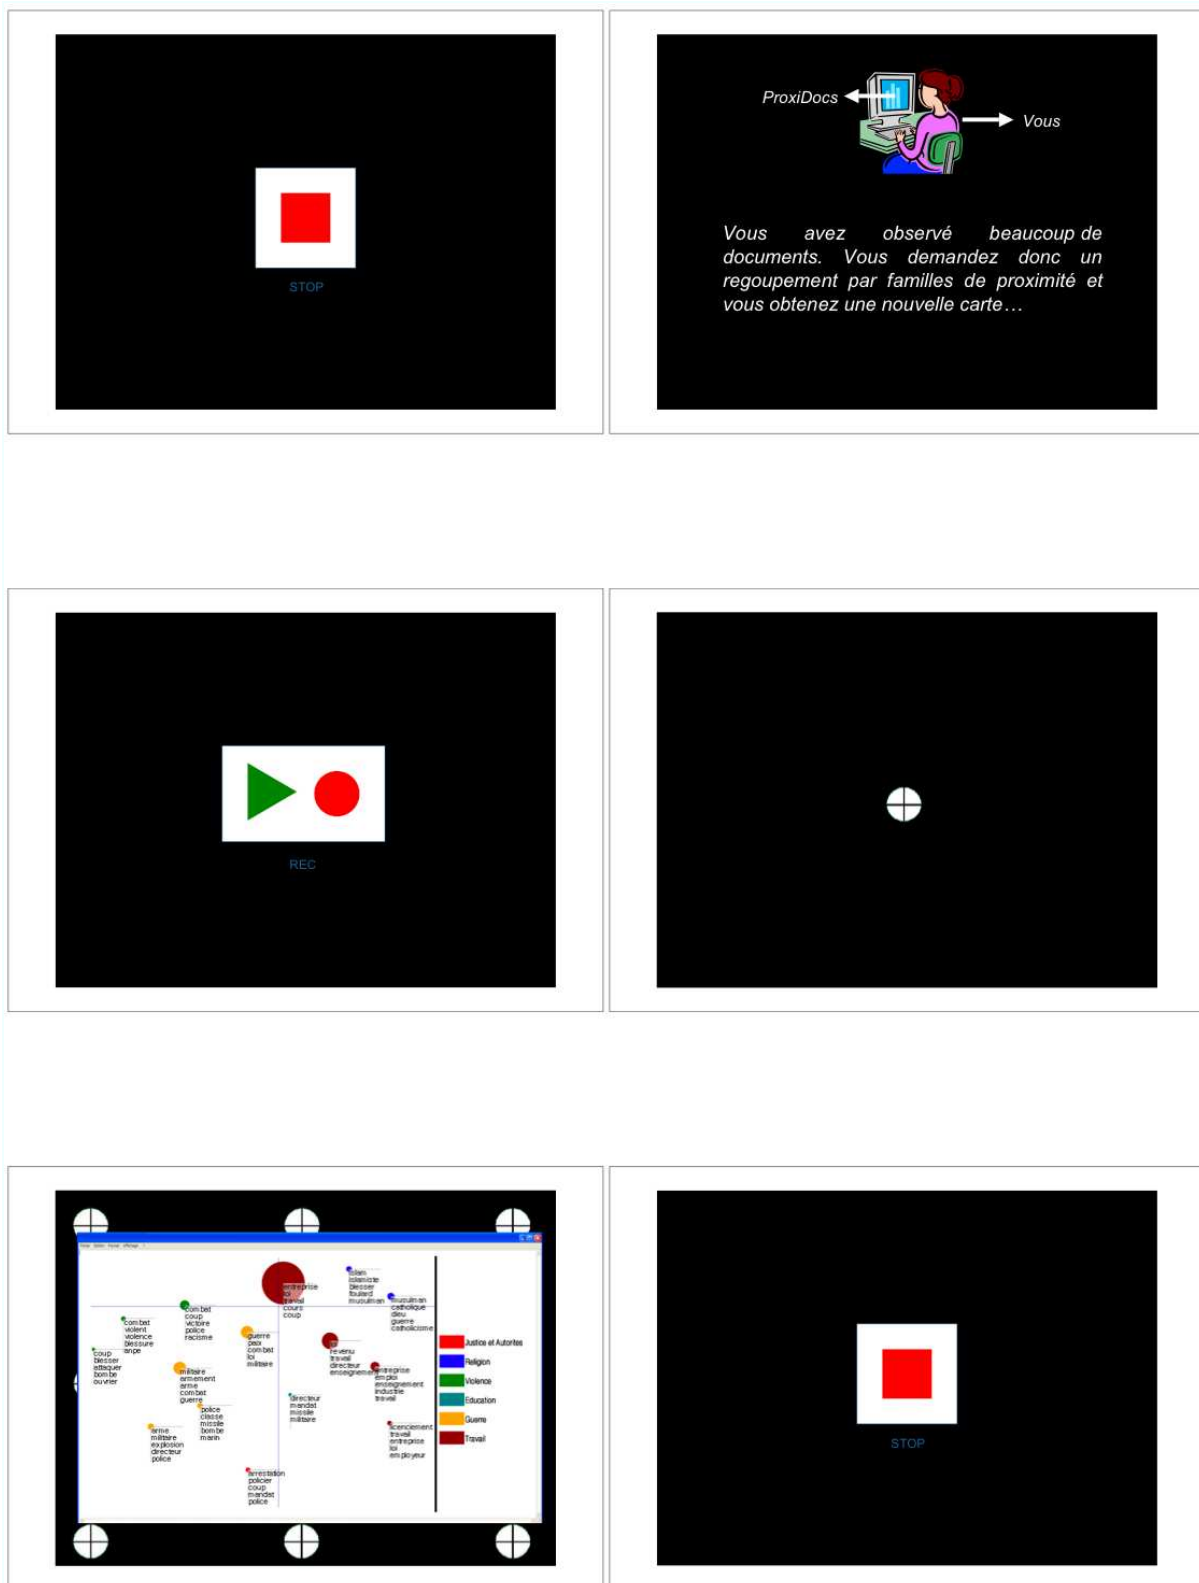 STOP
ProxiDocs
Vous
Vous avez observé beaucoup de
documents. Vous demandez donc un
regoupement par familles de proximité et
vous obtenez une nouvelle carte…
REC
entreprise
loi
travail
cours
coup
islam
islamiste
blesser
foulard
musulman
musulman
catholique
dieu
guerre
catholicisme
combat
coup
victoire
police
racisme
combat
violent
violence
blessure
anpe
coup
blesser
attaquer
bombe
ouvrier
guerre
paix
combat
loi
militaire
revenu
travail
directeur
enseignement
entreprise
emploi
enseignement
industrie
travail
militaire
armement
arme
combat
guerre
police
classe
missile
bombe
marin
directeur
mandat
missile
militaire
arme
militaire
explosion
directeur
police
licenciement
travail
entreprise
loi
employeur
arrestation
policier
coup
mandat
police
Justice et Autorites
Religion
Violence
Education
Guerre
Travail
STOP